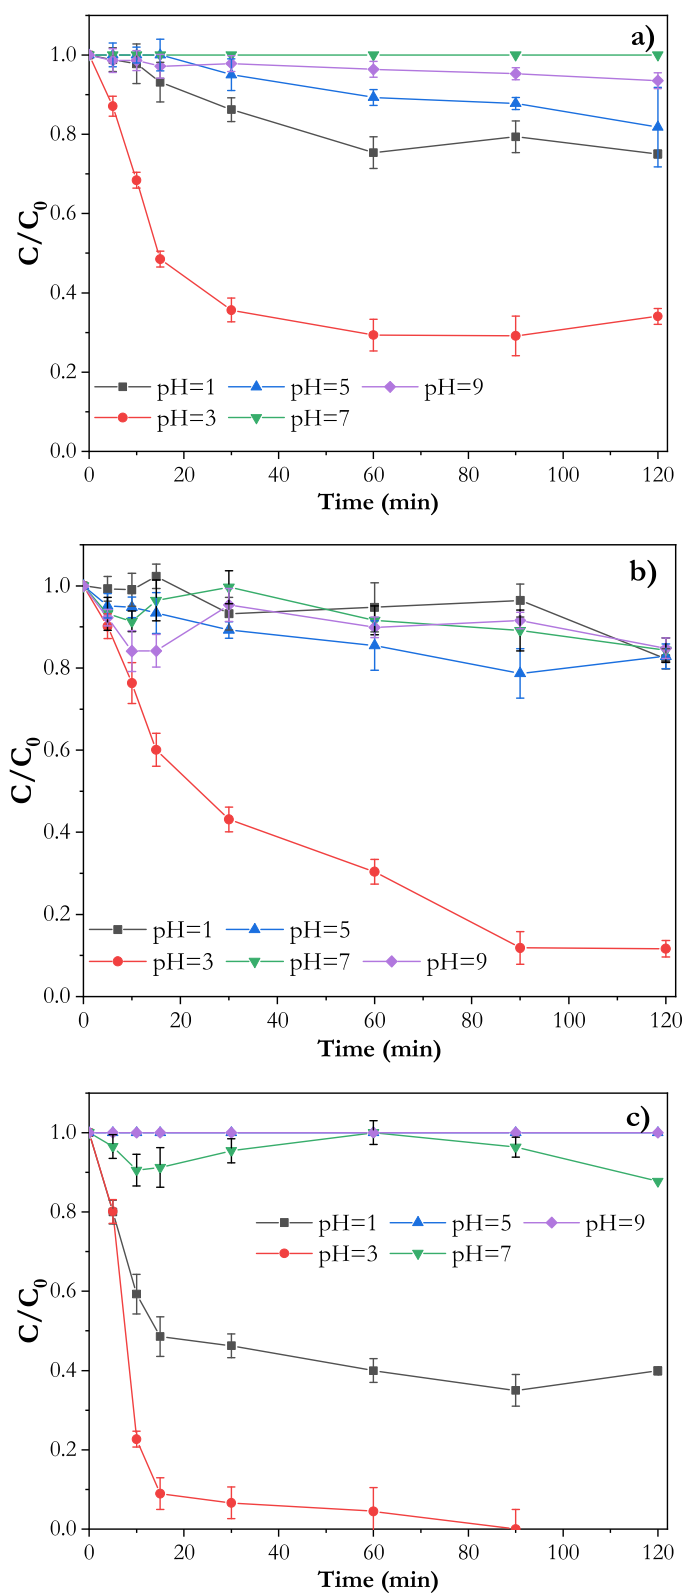 a)
1.0
0.8
0.6
0.4
0.2
0.0
C/C0
pH=1 pH=5 pH=9
pH=3 pH=7
0 20 40 60 80 100 120
Time (min)
b)
1.0
0.8
0.6
0.4
0.2
0.0
C/C0
pH=1 pH=5
pH=3 pH=7 pH=9
0 20 40 60 80 100 120
Time (min)
c)
1.0
0.8
0.6
0.4
0.2
0.0
C/C0
pH=1 pH=5 pH=9
pH=3 pH=7
0 20 40 60 80 100 120
Time (min)